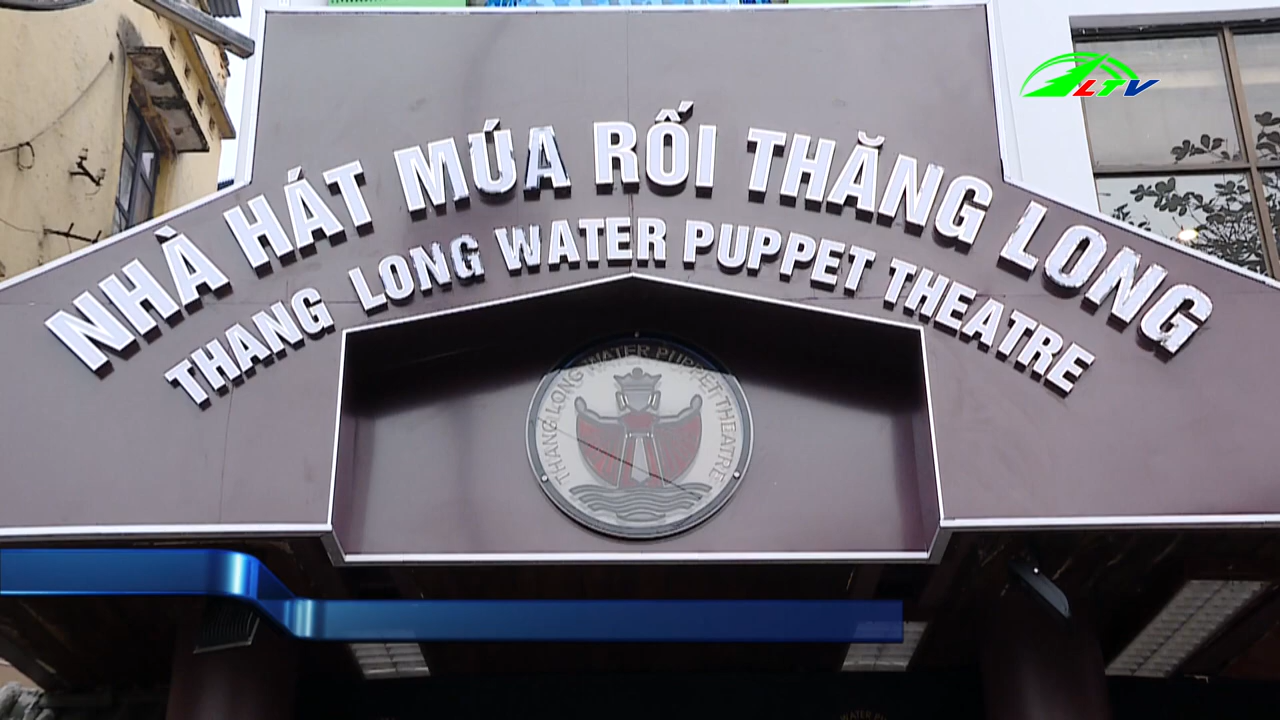 LTV
NHÀ HÁT MÚA RỐI THĂNG LONG
THANG LONG WATER PUPPET THEATRE
THANG LONG WATER PUPPET THEATRE